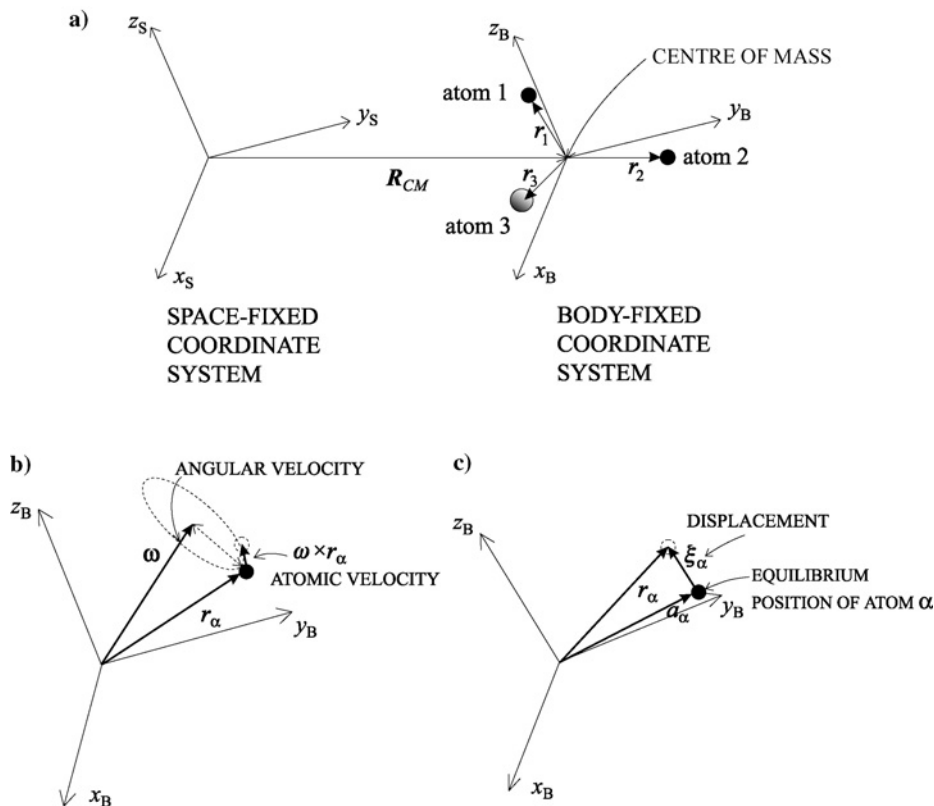 a)
z_S
y_S
x_S
R_CM
SPACE-FIXED
COORDINATE
SYSTEM
z_B
CENTRE OF MASS
atom 1
r_1
y_B
r_2
atom 2
r_3
atom 3
x_B
BODY-FIXED
COORDINATE
SYSTEM
b)
ANGULAR VELOCITY
z_B
ω
ω × r_α
ATOMIC VELOCITY
r_α
y_B
x_B
c)
z_B
DISPLACEMENT
ξ_α
r_α
EQUILIBRIUM
a_α
y_B
POSITION OF ATOM α
x_B